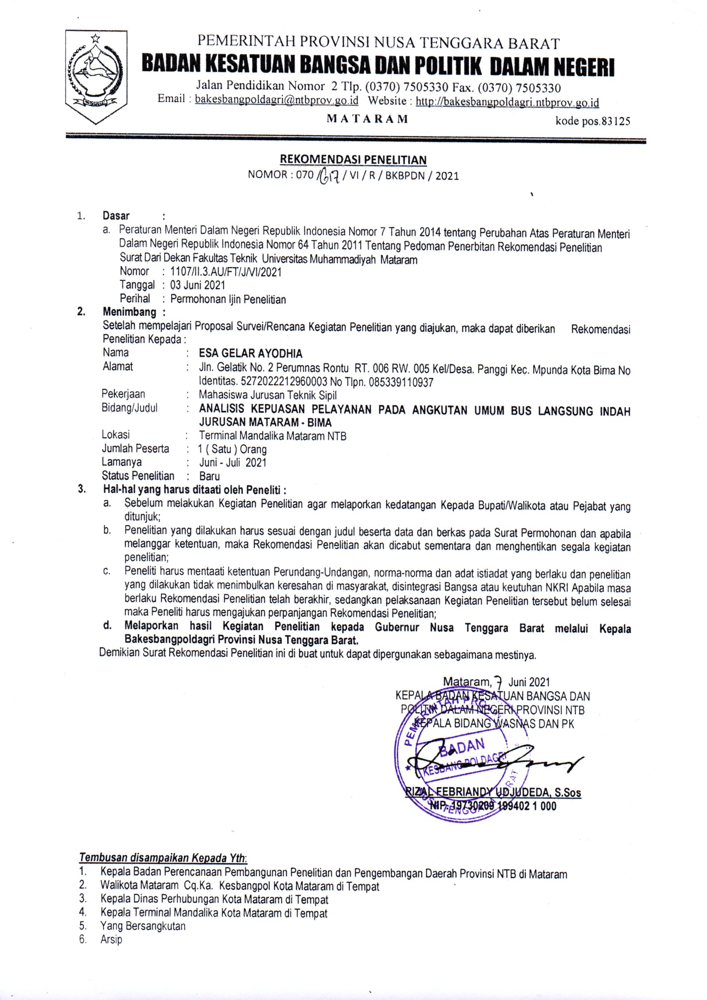 PEMERINTAH PROVINSI NUSA TENGGARA BARAT
BADAN KESATUAN BANGSA DAN POLITIK DALAM NEGERI
Jalan Pendidikan Nomor 2 Tlp. (0370) 7505330 Fax. (0370) 7505330
Email : bakesbangpoldagri@ntbprov.go.id Website : http://bakesbangpoldagri.ntbprov.go.id
M A T A R A M kode pos.83125
REKOMENDASI PENELITIAN
NOMOR : 070 /617 / VI / R / BKBPDN / 2021
1. Dasar :
a. Peraturan Menteri Dalam Negeri Republik Indonesia Nomor 7 Tahun 2014 tentang Perubahan Atas Peraturan Menteri
Dalam Negeri Republik Indonesia Nomor 64 Tahun 2011 Tentang Pedoman Penerbitan Rekomendasi Penelitian
Surat Dari Dekan Fakultas Teknik Universitas Muhammadiyah Mataram
Nomor : 1107/II.3.AU/FT/J/VI/2021
Tanggal : 03 Juni 2021
Perihal : Permohonan Ijin Penelitian
2. Menimbang :
Setelah mempelajari Proposal Survei/Rencana Kegiatan Penelitian yang diajukan, maka dapat diberikan Rekomendasi
Penelitian Kepada :
Nama : ESA GELAR AYODHIA
Alamat : Jln. Gelatik No. 2 Perumnas Rontu RT. 006 RW. 005 Kel/Desa. Panggi Kec. Mpunda Kota Bima No
Identitas. 5272022212960003 No Tlpn. 085339110937
Pekerjaan : Mahasiswa Jurusan Teknik Sipil
Bidang/Judul : ANALISIS KEPUASAN PELAYANAN PADA ANGKUTAN UMUM BUS LANGSUNG INDAH
JURUSAN MATARAM - BIMA
Lokasi : Terminal Mandalika Mataram NTB
Jumlah Peserta : 1 ( Satu ) Orang
Lamanya : Juni - Juli 2021
Status Penelitian : Baru
3. Hal-hal yang harus ditaati oleh Peneliti :
a. Sebelum melakukan Kegiatan Penelitian agar melaporkan kedatangan Kepada Bupati/Walikota atau Pejabat yang
ditunjuk;
b. Penelitian yang dilakukan harus sesuai dengan judul beserta data dan berkas pada Surat Permohonan dan apabila
melanggar ketentuan, maka Rekomendasi Penelitian akan dicabut sementara dan menghentikan segala kegiatan
penelitian;
c. Peneliti harus mentaati ketentuan Perundang-Undangan, norma-norma dan adat istiadat yang berlaku dan penelitian
yang dilakukan tidak menimbulkan keresahan di masyarakat, disintegrasi Bangsa atau keutuhan NKRI Apabila masa
berlaku Rekomendasi Penelitian telah berakhir, sedangkan pelaksanaan Kegiatan Penelitian tersebut belum selesai
maka Peneliti harus mengajukan perpanjangan Rekomendasi Penelitian;
d. Melaporkan hasil Kegiatan Penelitian kepada Gubernur Nusa Tenggara Barat melalui Kepala
Bakesbangpoldagri Provinsi Nusa Tenggara Barat.
Demikian Surat Rekomendasi Penelitian ini di buat untuk dapat dipergunakan sebagaimana mestinya.
Mataram, 7 Juni 2021
KEPALA BADAN KESATUAN BANGSA DAN
POLITIK DALAM NEGERI PROVINSI NTB
KEPALA BIDANG WASNAS DAN PK
PEMERINTAH
BADAN
KESBANG POLDAGRI
NUSA TENGGARA BARAT
RIZAL FEBRIANDY UDJUDEDA, S.Sos
NIP. 19730209 199402 1 000
Tembusan disampaikan Kepada Yth:
1. Kepala Badan Perencanaan Pembangunan Penelitian dan Pengembangan Daerah Provinsi NTB di Mataram
2. Walikota Mataram Cq.Ka. Kesbangpol Kota Mataram di Tempat
3. Kepala Dinas Perhubungan Kota Mataram di Tempat
4. Kepala Terminal Mandalika Kota Mataram di Tempat
5. Yang Bersangkutan
6. Arsip